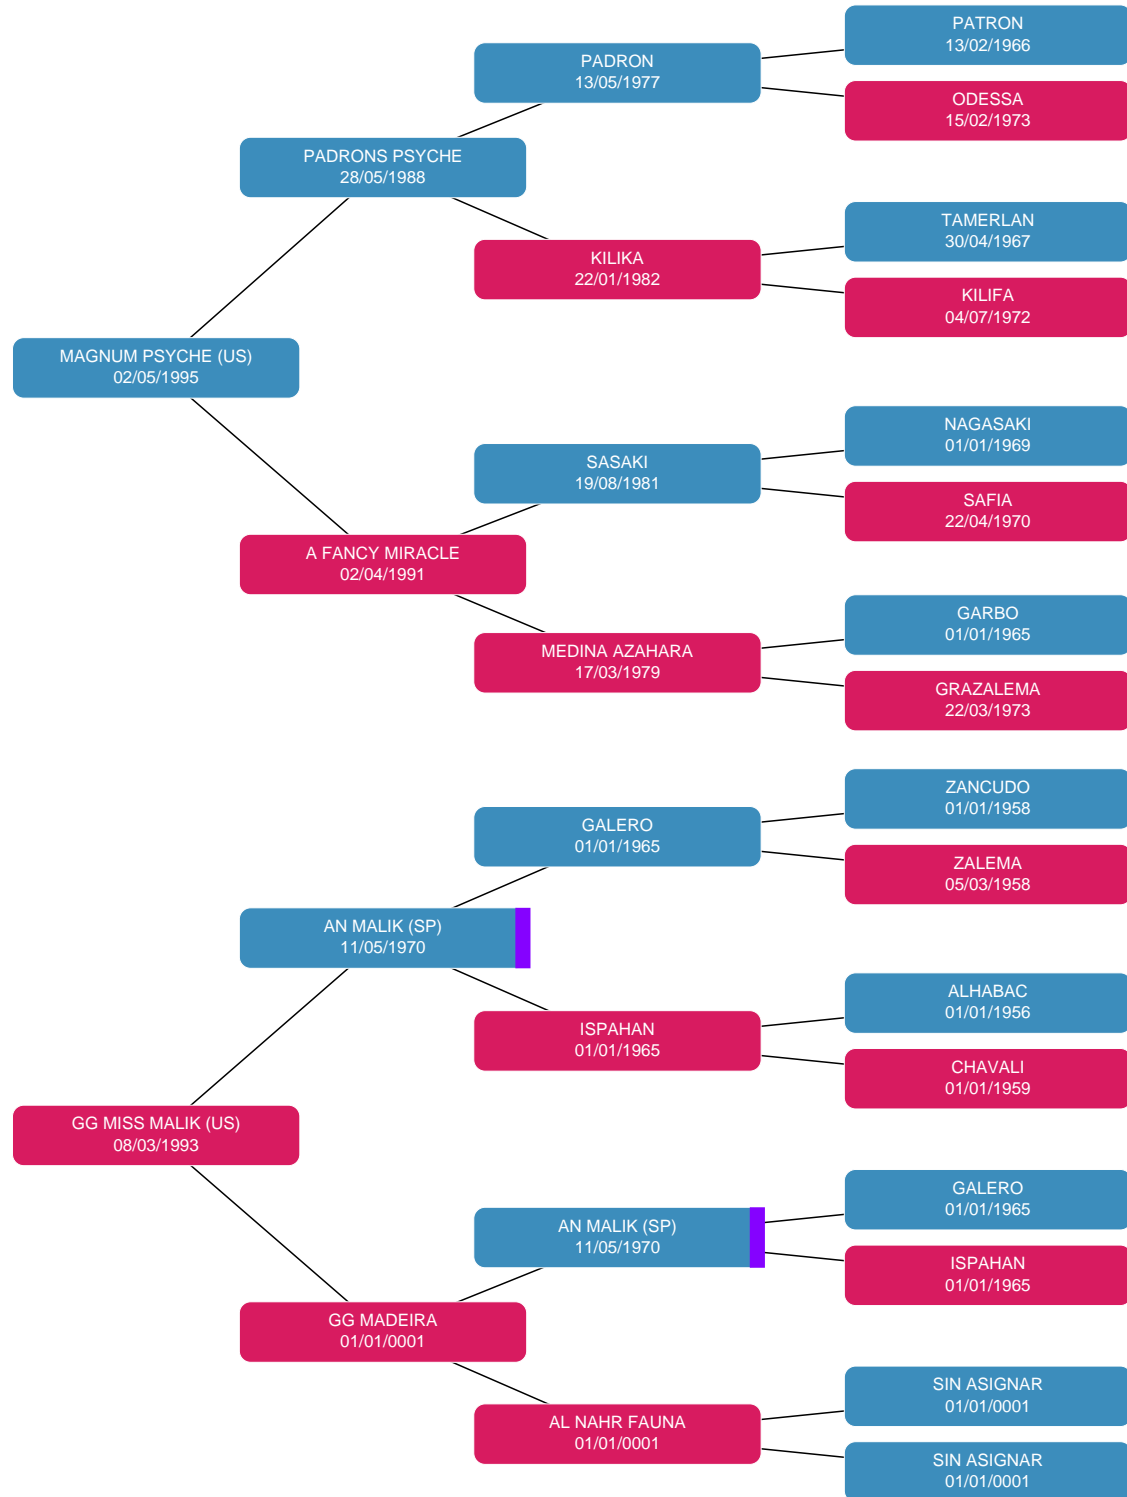 PATRON
13/02/1966
PADRON
13/05/1977
ODESSA
15/02/1973
PADRONS PSYCHE
28/05/1988
TAMERLAN
30/04/1967
KILIKA
22/01/1982
KILIFA
04/07/1972
MAGNUM PSYCHE (US)
02/05/1995
NAGASAKI
01/01/1969
SASAKI
19/08/1981
SAFIA
22/04/1970
A FANCY MIRACLE
02/04/1991
GARBO
01/01/1965
MEDINA AZAHARA
17/03/1979
GRAZALEMA
22/03/1973
ZANCUDO
01/01/1958
GALERO
01/01/1965
ZALEMA
05/03/1958
AN MALIK (SP)
11/05/1970
ALHABAC
01/01/1956
ISPAHAN
01/01/1965
CHAVALI
01/01/1959
GG MISS MALIK (US)
08/03/1993
GALERO
01/01/1965
AN MALIK (SP)
11/05/1970
ISPAHAN
01/01/1965
GG MADEIRA
01/01/0001
SIN ASIGNAR
01/01/0001
AL NAHR FAUNA
01/01/0001
SIN ASIGNAR
01/01/0001